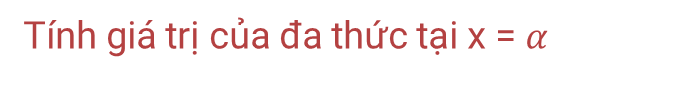 Tính giá trị của đa thức tại x = α